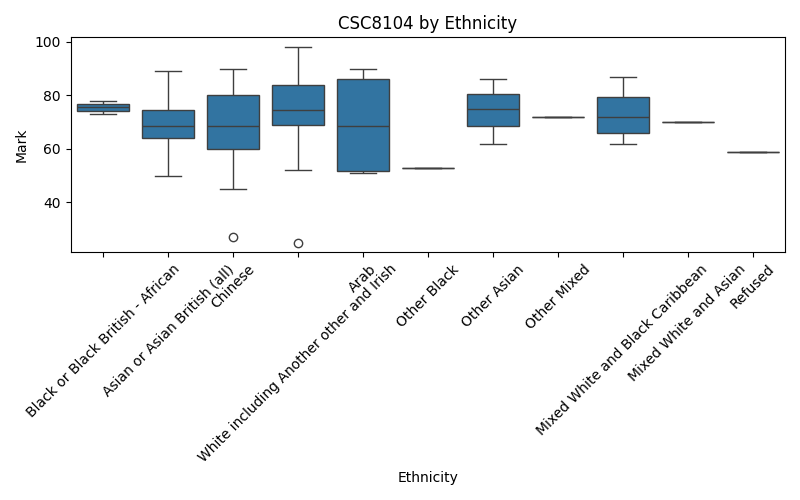 CSC8104 by Ethnicity
Mark
100
80
60
40
Black or Black British - African
Asian or Asian British (all)
Chinese
White including Another other and Irish
Arab
Other Black
Other Asian
Other Mixed
Mixed White and Black Caribbean
Mixed White and Asian
Refused
Ethnicity